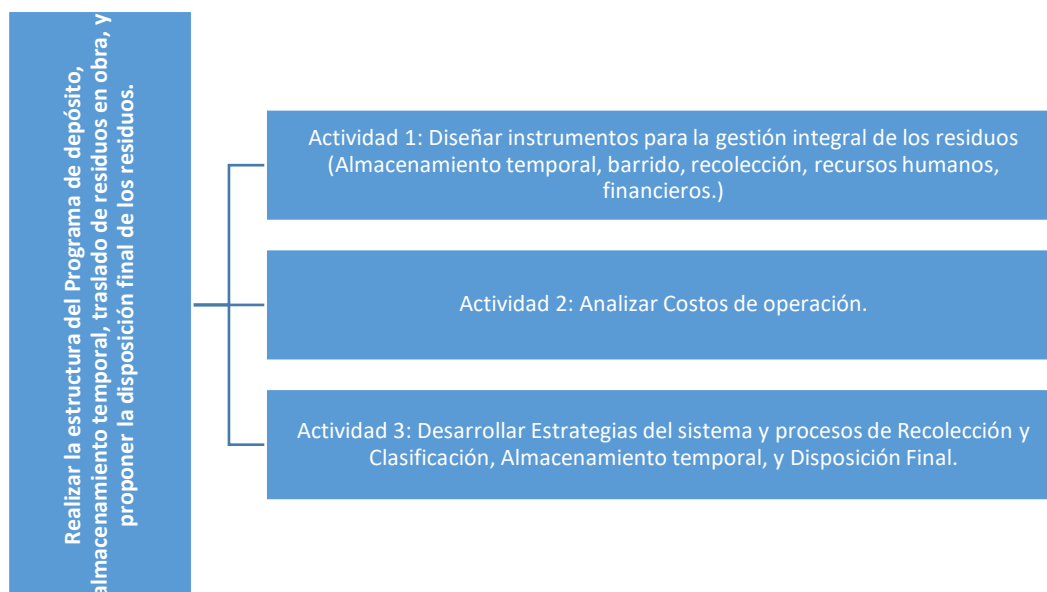 Realizar la estructura del Programa de depósito,
almacenamiento temporal, traslado de residuos en obra, y
proponer la disposición final de los residuos.
Actividad 1: Diseñar instrumentos para la gestión integral de los residuos
(Almacenamiento temporal, barrido, recolección, recursos humanos,
financieros.)
Actividad 2: Analizar Costos de operación.
Actividad 3: Desarrollar Estrategias del sistema y procesos de Recolección y
Clasificación, Almacenamiento temporal, y Disposición Final.